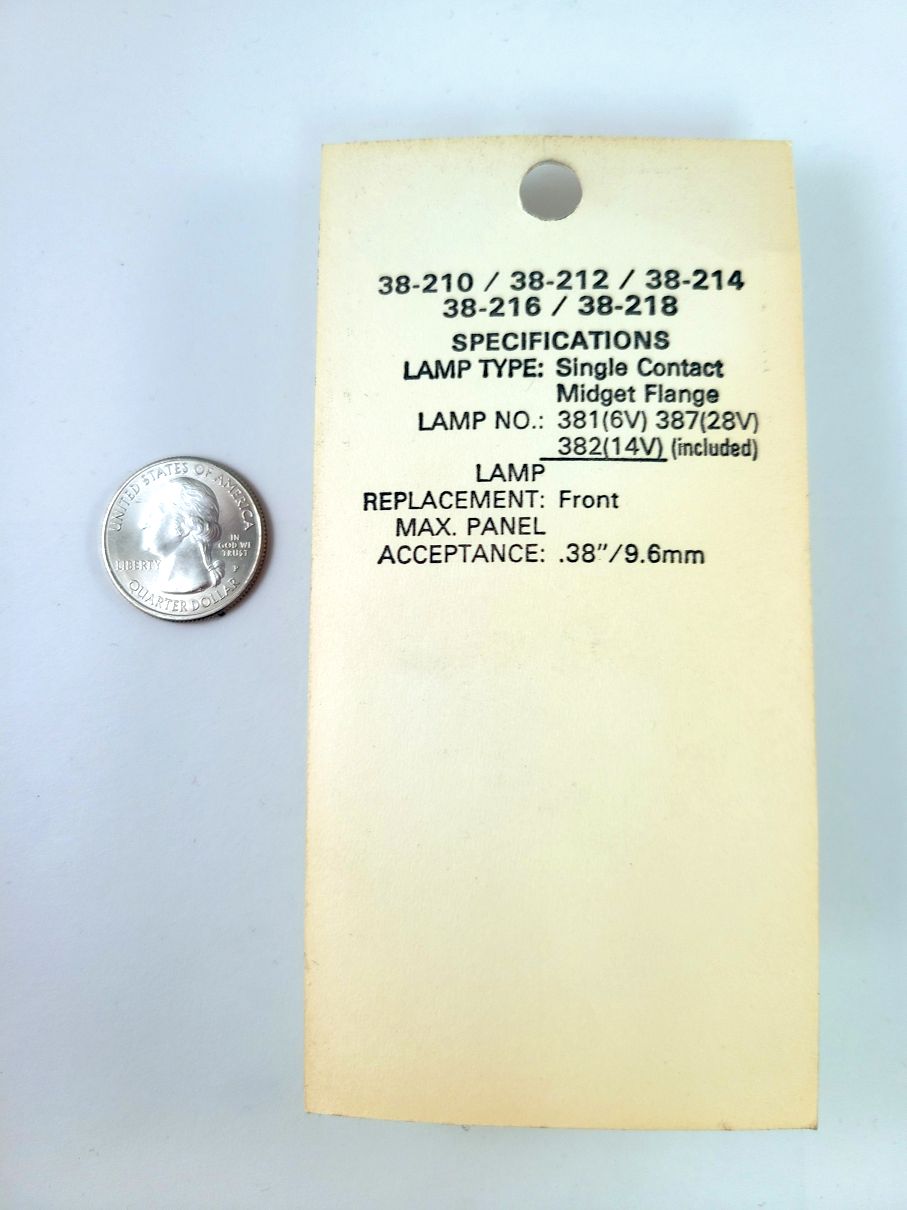 38-210 / 38-212 / 38-214
38-216 / 38-218
SPECIFICATIONS
LAMP TYPE: Single Contact
Midget Flange
LAMP NO.: 381(6V) 387(28V)
382(14V) (included)
LAMP
REPLACEMENT: Front
MAX. PANEL
ACCEPTANCE: .38"/9.6mm
UNITED STATES OF AMERICA
IN
GOD WE
TRUST
LIBERTY
P
QUARTER DOLLAR